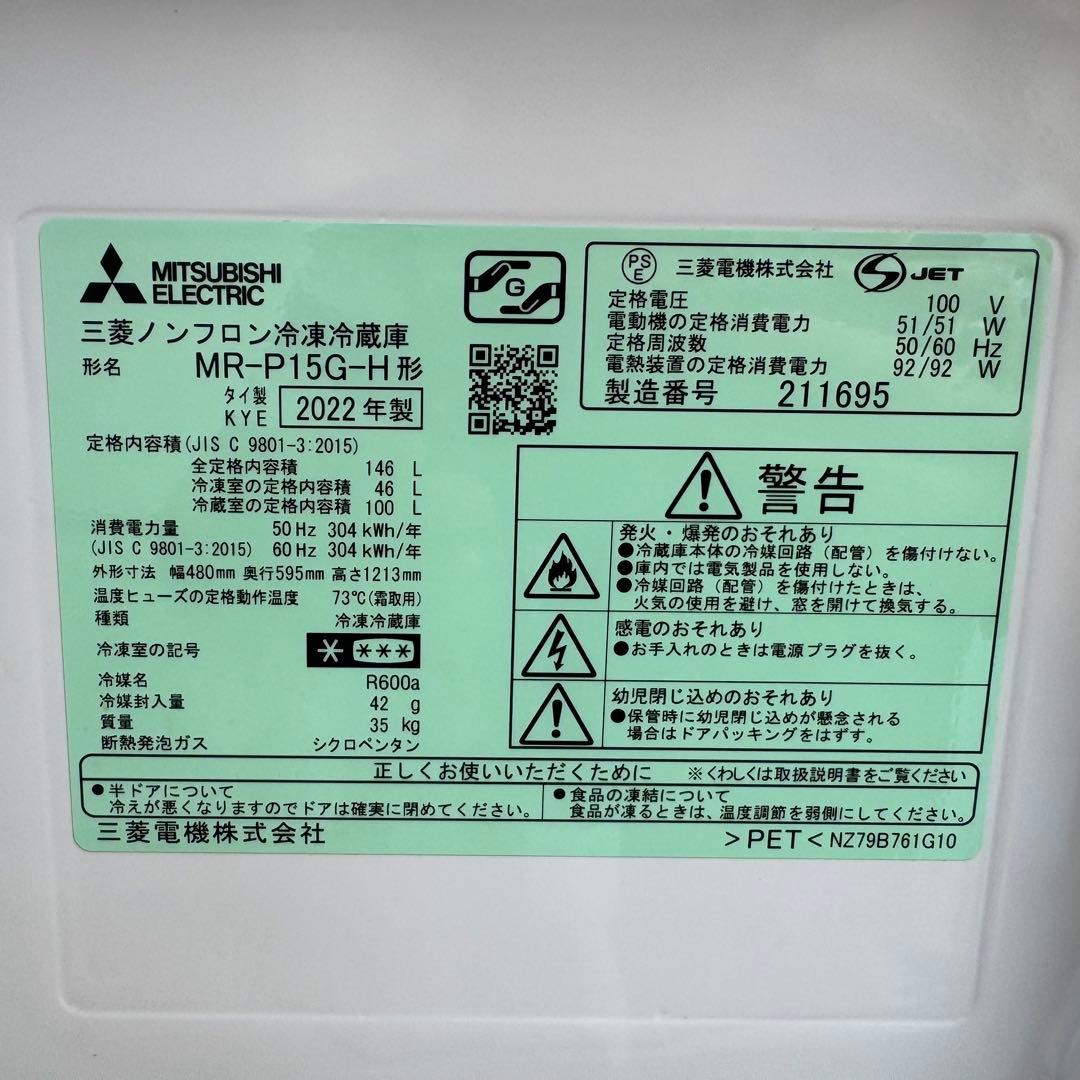 MITSUBISHI
ELECTRIC
三菱ノンフロン冷凍冷蔵庫
形名 MR-P15G-H形
タイ製
KYE 2022年製
定格内容積(JIS C 9801-3:2015)
全定格内容積 146 L
冷凍室の定格内容積 46 L
冷蔵室の定格内容積 100 L
消費電力量 50Hz 304kWh/年
(JIS C 9801-3:2015) 60Hz 304kWh/年
外形寸法 幅480mm 奥行595mm 高さ1213mm
温度ヒューズの定格動作温度 73℃(霜取用)
種類 冷凍冷蔵庫
冷凍室の記号 * ***
冷媒名 R600a
冷媒封入量 42 g
質量 35 kg
断熱発泡ガス シクロペンタン
G
PS
E
三菱電機株式会社
S JET
定格電圧 100 V
電動機の定格消費電力 51/51 W
定格周波数 50/60 Hz
電熱装置の定格消費電力 92/92 W
製造番号 211695
警告
発火・爆発のおそれあり
●冷蔵庫本体の冷媒回路（配管）を傷付けない。
●庫内では電気製品を使用しない。
●冷媒回路（配管）を傷付けたときは、
火気の使用を避け、窓を開けて換気する。
感電のおそれあり
●お手入れのときは電源プラグを抜く。
幼児閉じ込めのおそれあり
●保管時に幼児閉じ込めが懸念される
場合はドアパッキングをはずす。
正しくお使いいただくために ※くわしくは取扱説明書をご覧ください
●半ドアについて
冷えが悪くなりますのでドアは確実に閉めてください。
●食品の凍結について
食品が凍るときは、温度調節を弱側にしてください。
三菱電機株式会社
>PET< NZ79B761G10